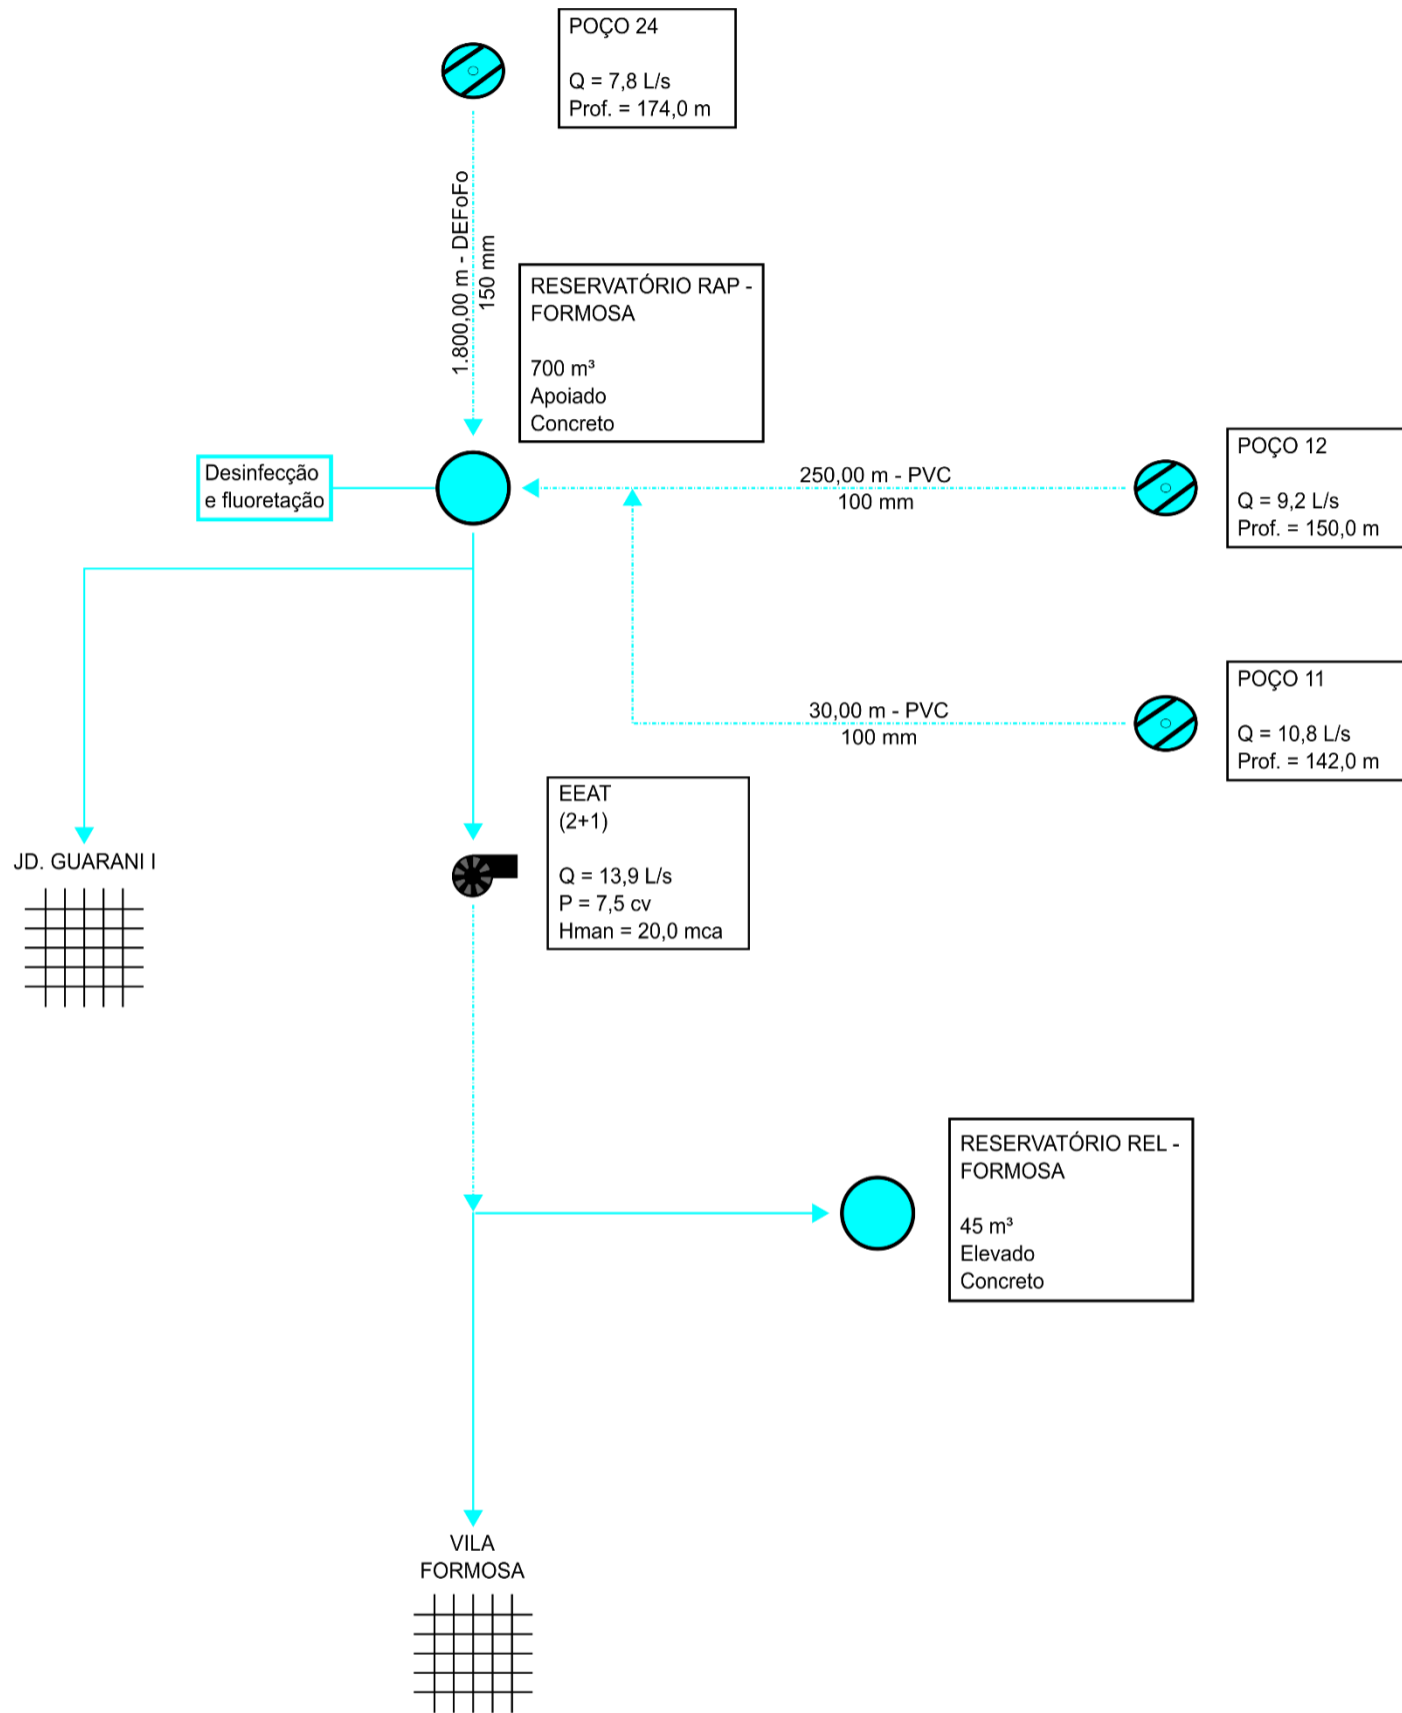 POÇO 24
Q = 7,8 L/s
Prof. = 174,0 m
1.800,00 m - DEFoFo
150 mm
RESERVATÓRIO RAP -
FORMOSA
700 m³
Apoiado
Concreto
Desinfecção
e fluoretação
250,00 m - PVC
100 mm
POÇO 12
Q = 9,2 L/s
Prof. = 150,0 m
30,00 m - PVC
100 mm
POÇO 11
Q = 10,8 L/s
Prof. = 142,0 m
EEAT
(2+1)
Q = 13,9 L/s
P = 7,5 cv
Hman = 20,0 mca
JD. GUARANI I
RESERVATÓRIO REL -
FORMOSA
45 m³
Elevado
Concreto
VILA
FORMOSA